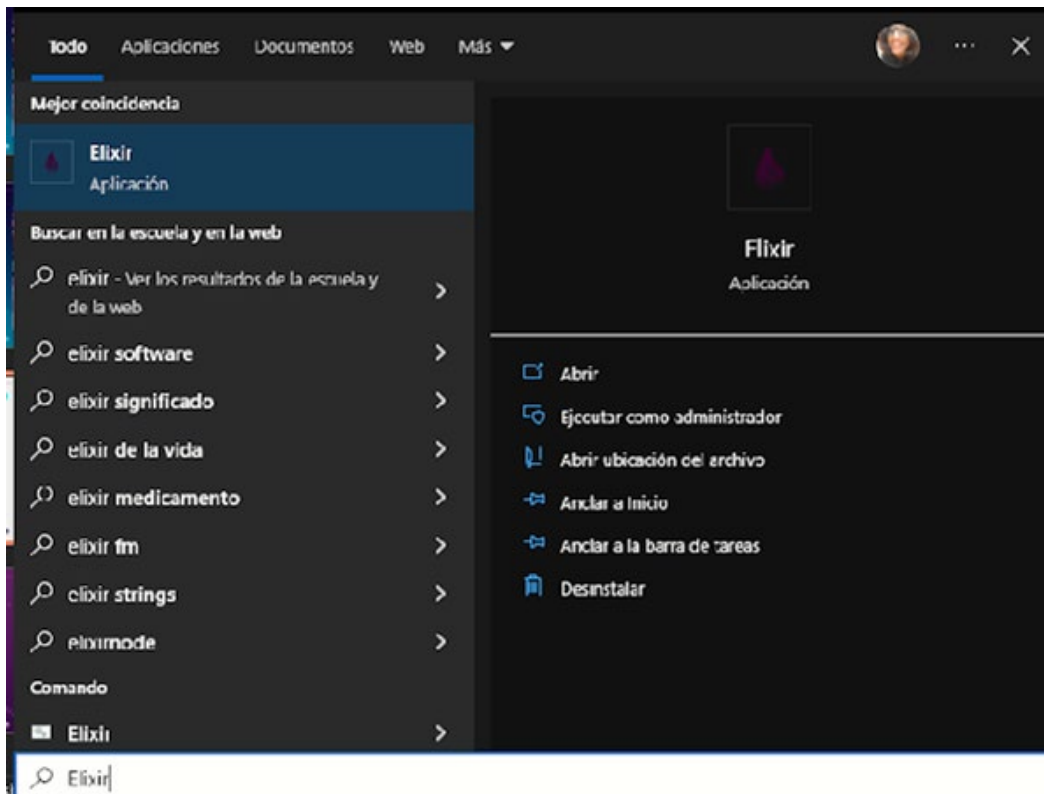 Todo Aplicaciones Documentos Web Más
Mejor coincidencia
Elixir
Aplicación
Buscar en la escuela y en la web
elixir - Ver los resultados de la escuela y
de la web
elixir software
elixir significado
elixir de la vida
elixir medicamento
elixir fm
elixir strings
elixirnode
Comando
Elixir
Elixir
Elixir
Aplicación
Abrir
Ejecutar como administrador
Abrir ubicación del archivo
Anclar a Inicio
Anclar a la barra de tareas
Desinstalar